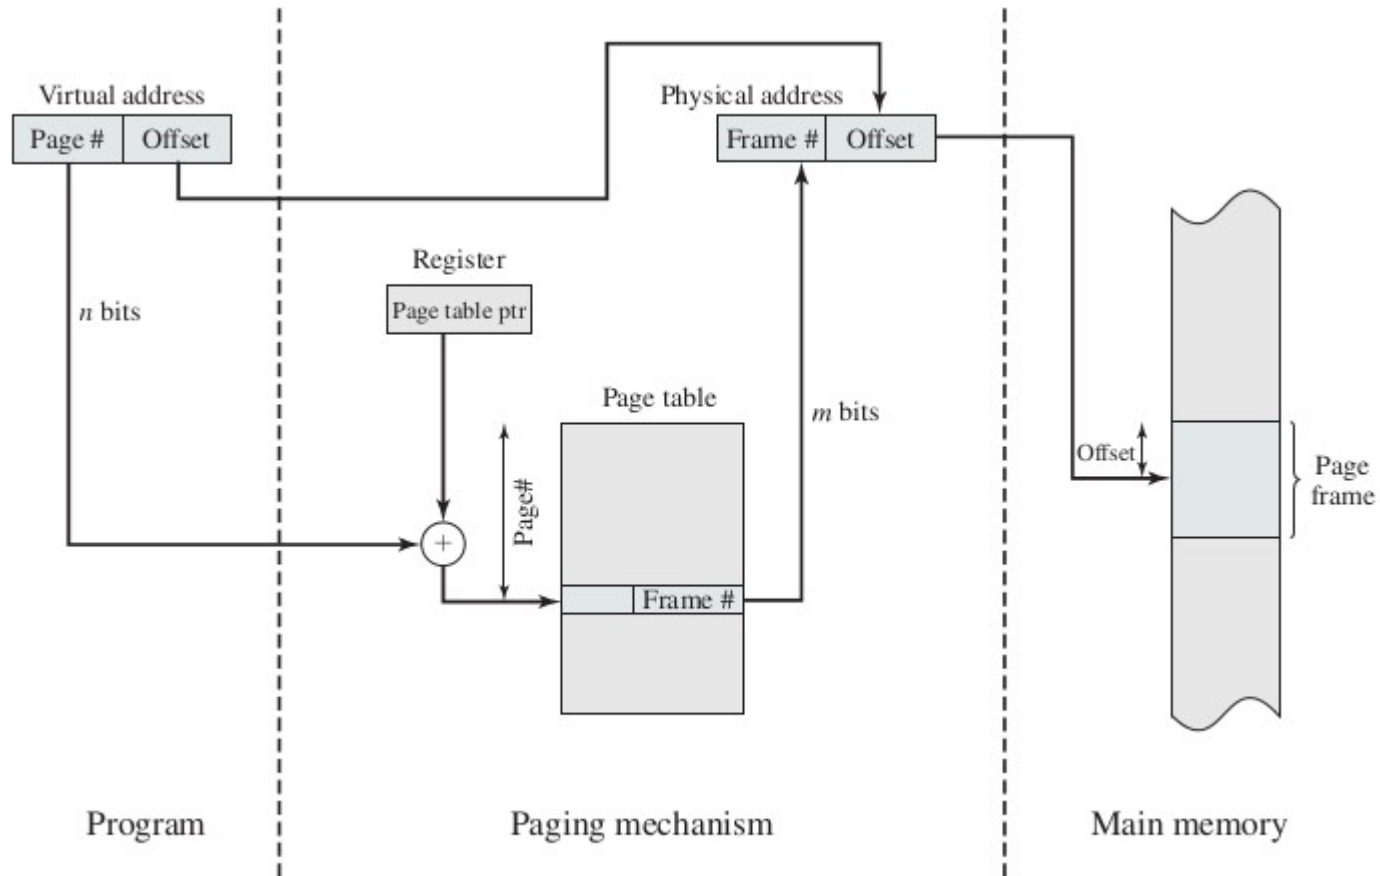 Virtual address
Page #
Offset
Physical address
Frame #
Offset
Register
Page table ptr
n bits
Page table
m bits
Page#
+
Frame #
Offset
Page
frame
Program
Paging mechanism
Main memory